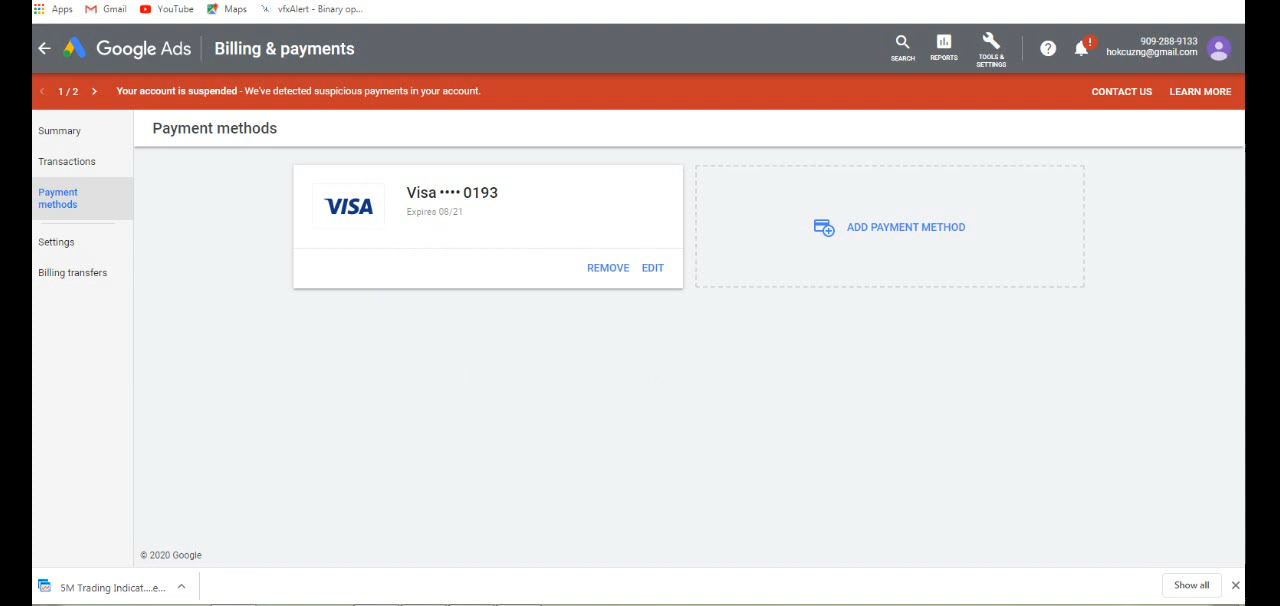 Apps Gmail YouTube Maps vfxAlert - Binary op...
Google Ads Billing & payments
SEARCH REPORTS TOOLS & SETTINGS
909-288-9133
hokcuzng@gmail.com
1 / 2 Your account is suspended - We've detected suspicious payments in your account. CONTACT US LEARN MORE
Summary
Transactions
Payment methods
Settings
Billing transfers
Payment methods
VISA
Visa •••• 0193
Expires 08/21
REMOVE EDIT
ADD PAYMENT METHOD
© 2020 Google
5M Trading Indicat....e... Show all